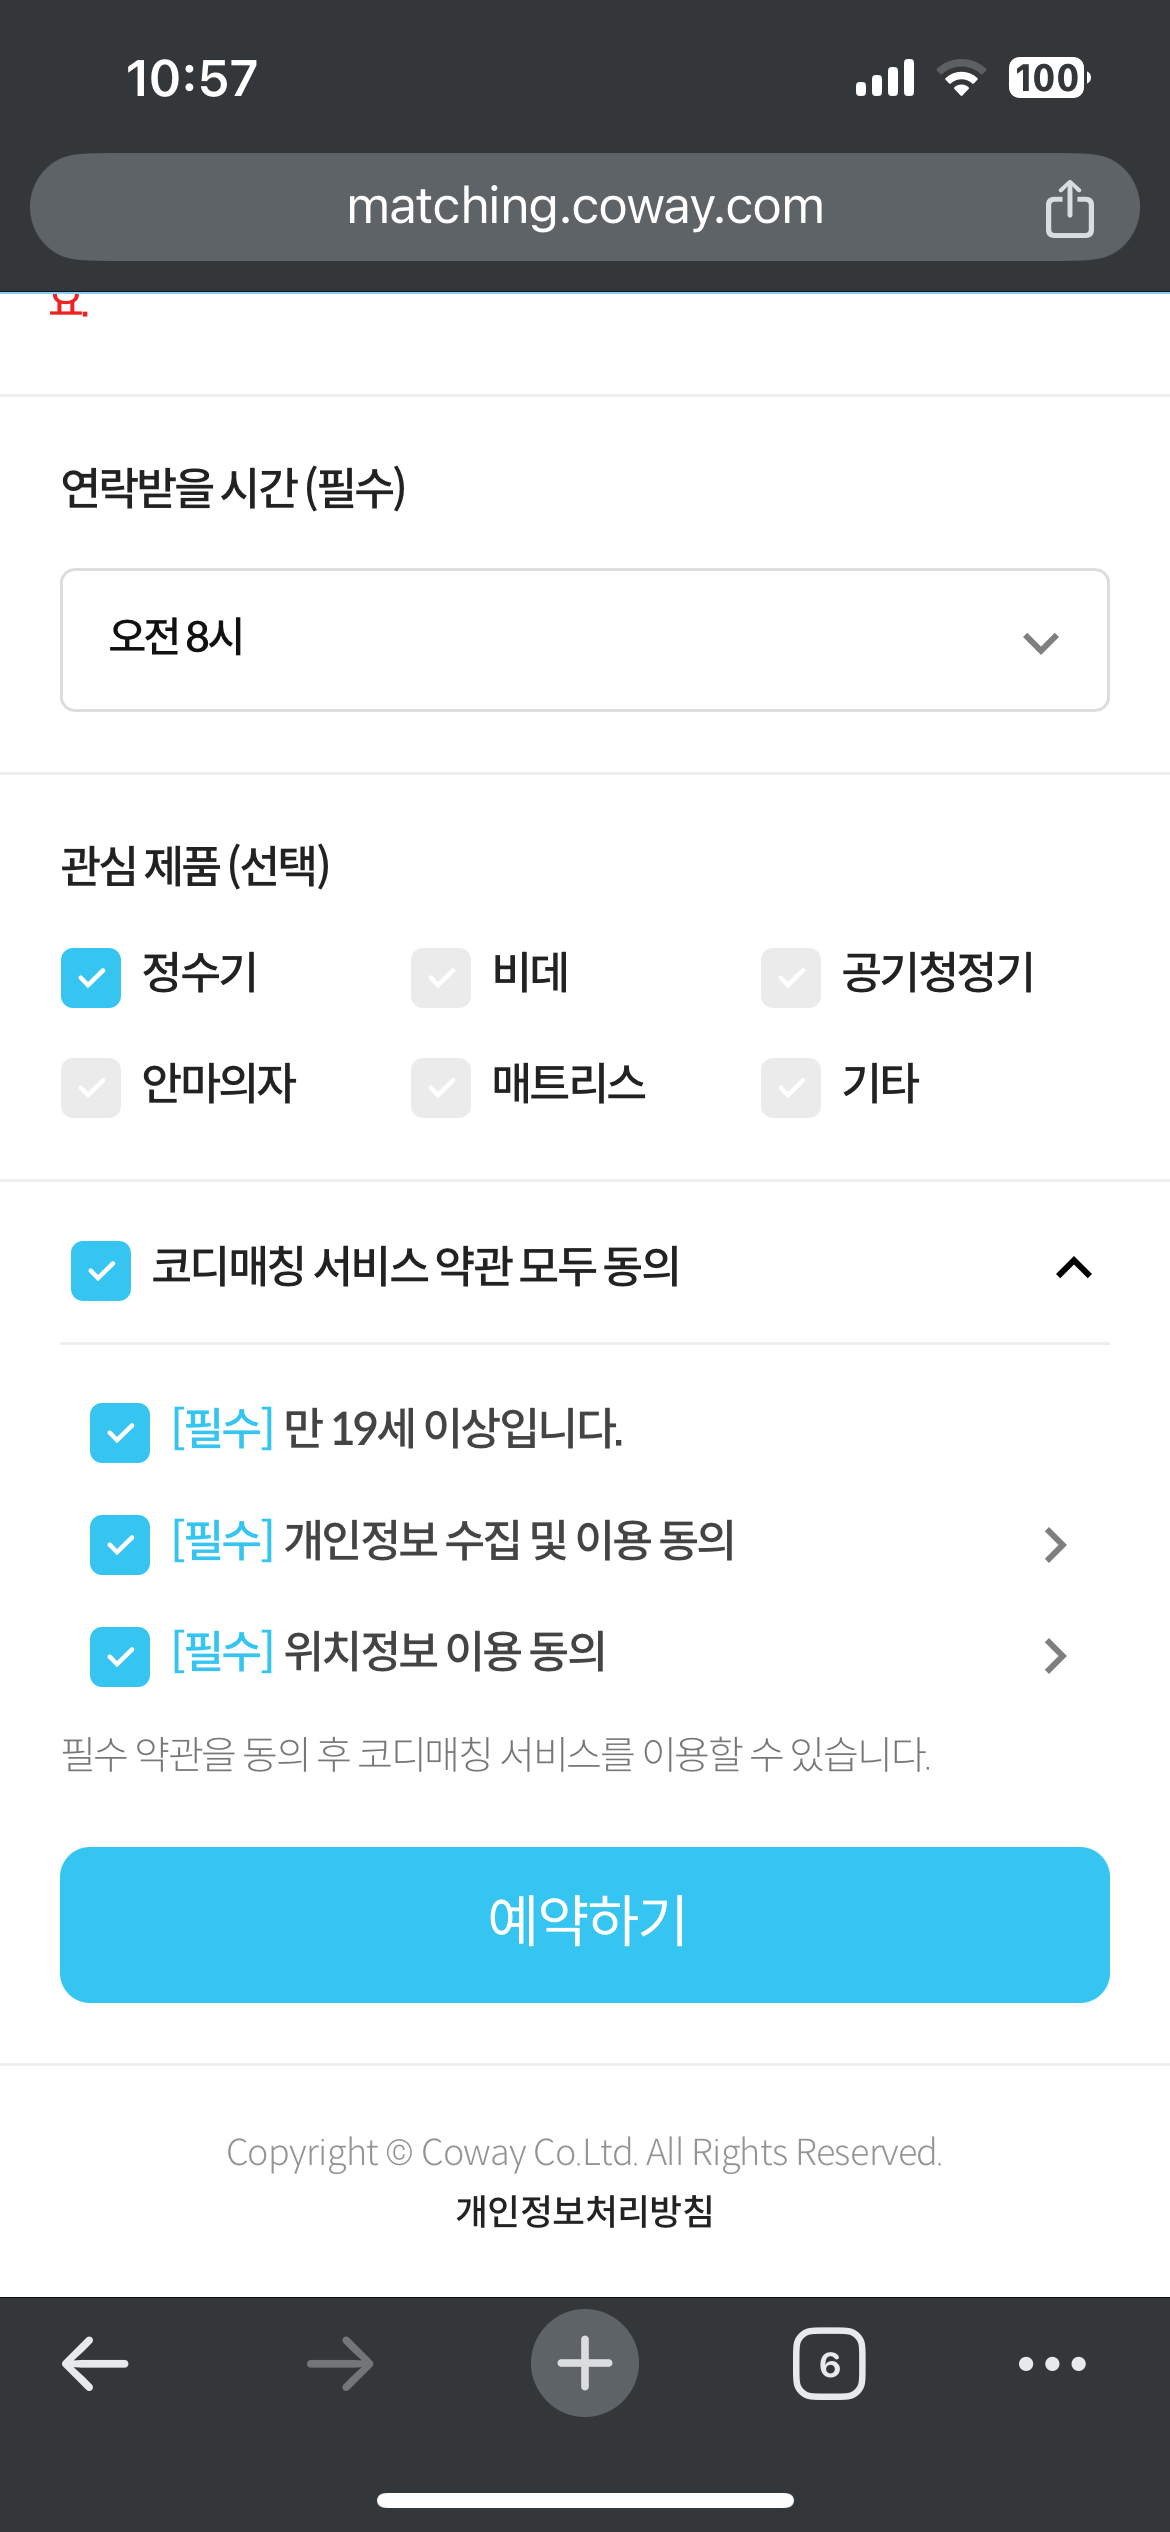 10:57
100
matching.coway.com
요.
연락받을 시간 (필수)
오전 8시
관심 제품 (선택)
정수기 비데 공기청정기
안마의자 매트리스 기타
코디매칭 서비스 약관 모두 동의
[필수] 만 19세 이상입니다.
[필수] 개인정보 수집 및 이용 동의
[필수] 위치정보 이용 동의
필수 약관을 동의 후 코디매칭 서비스를 이용할 수 있습니다.
예약하기
Copyright © Coway Co.Ltd. All Rights Reserved.
개인정보처리방침
6